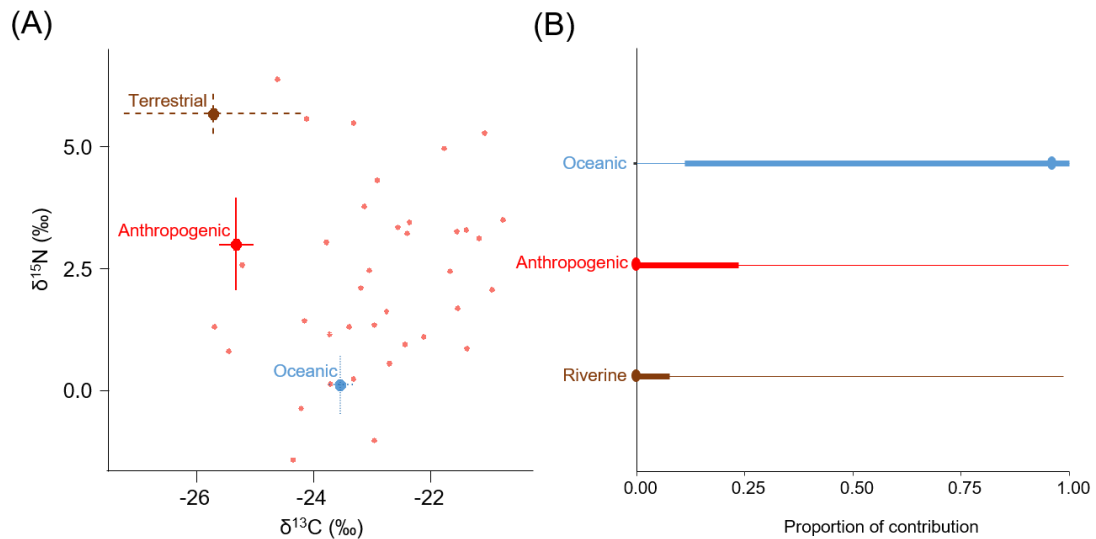 (A)
Terrestrial
Anthropogenic
Oceanic
5.0
2.5
0.0
δ¹⁵N (‰)
-26
-24
-22
δ¹³C (‰)
(B)
Oceanic
Anthropogenic
Riverine
0.00
0.25
0.50
0.75
1.00
Proportion of contribution